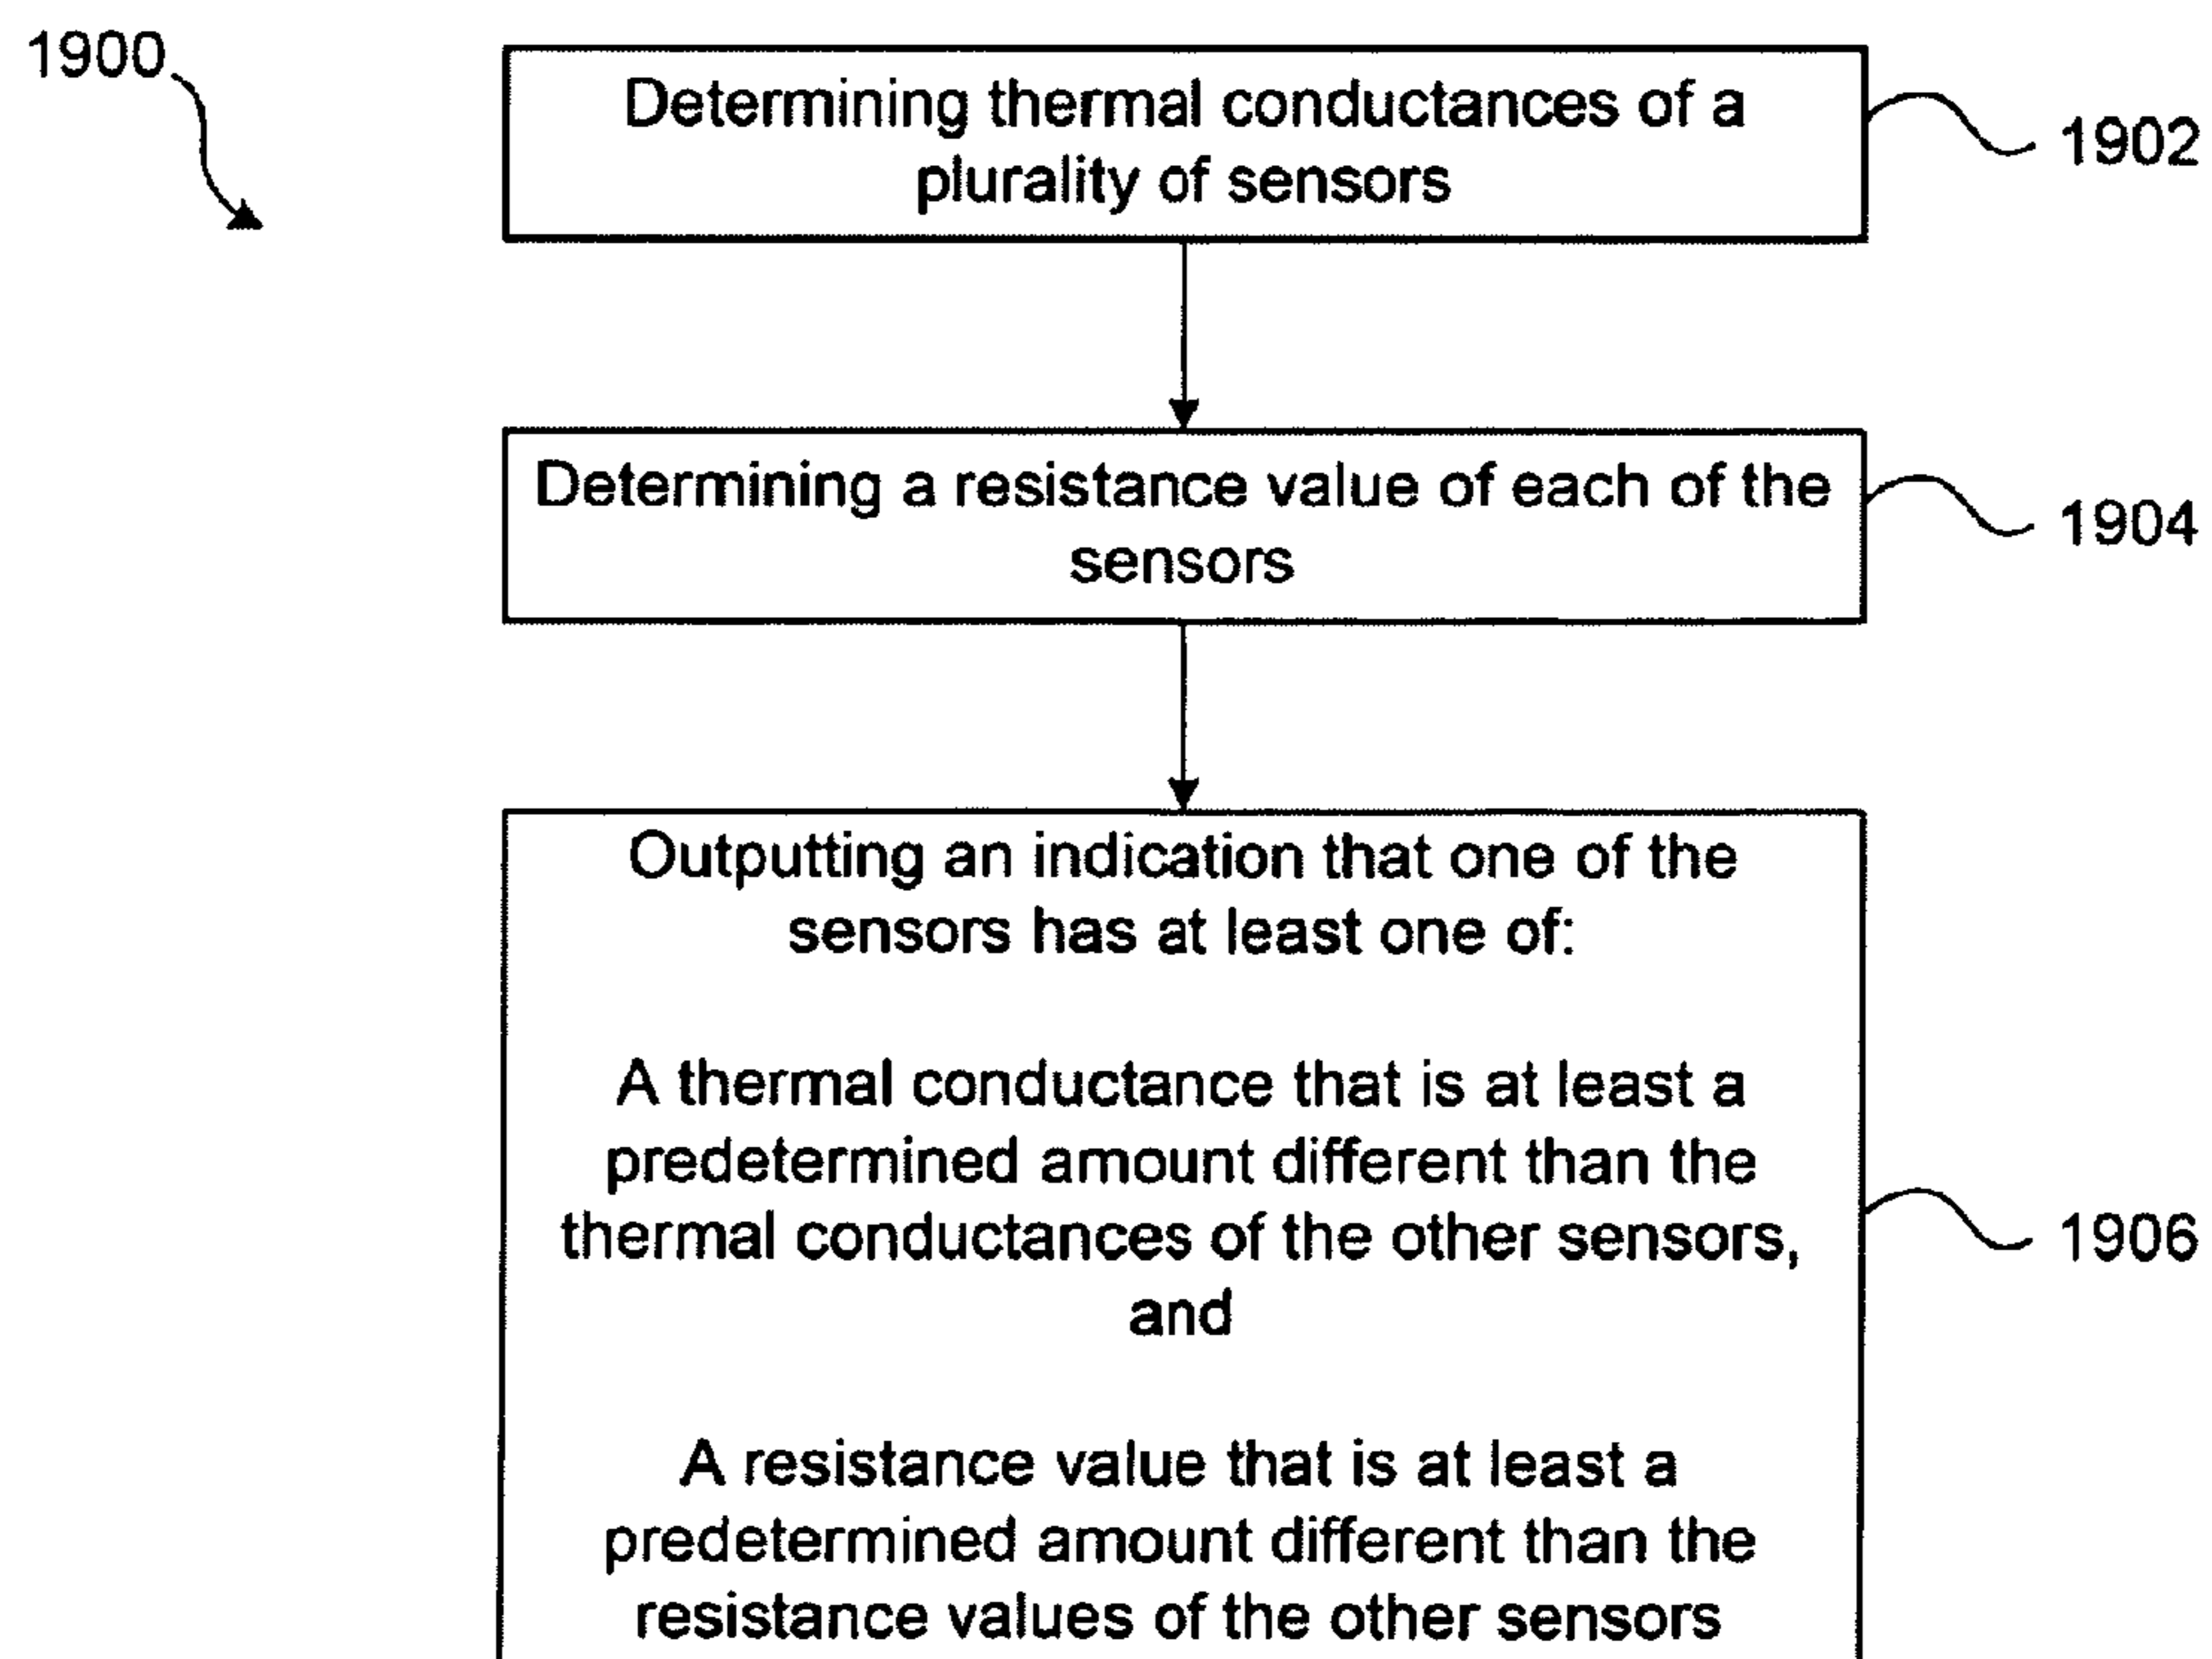 1900
Determining thermal conductances of a
plurality of sensors
1902
Determining a resistance value of each of the
sensors
1904
Outputting an indication that one of the
sensors has at least one of:
A thermal conductance that is at least a
predetermined amount different than the
thermal conductances of the other sensors,
and
A resistance value that is at least a
predetermined amount different than the
resistance values of the other sensors
1906